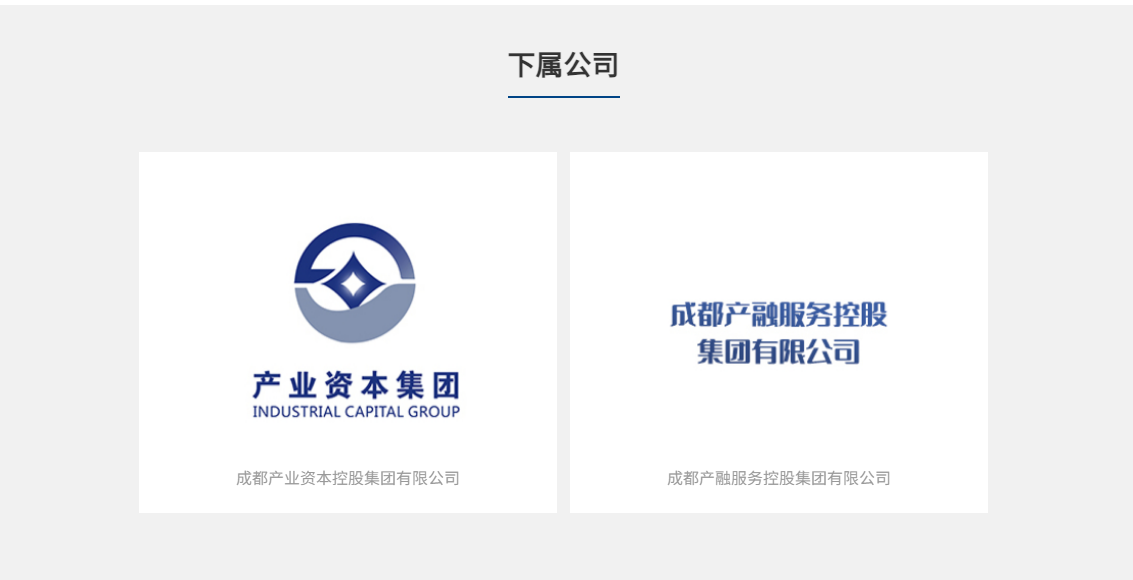 下属公司
产业资本集团
INDUSTRIAL CAPITAL GROUP
成都产业资本控股集团有限公司
成都产融服务控股
集团有限公司
成都产融服务控股集团有限公司